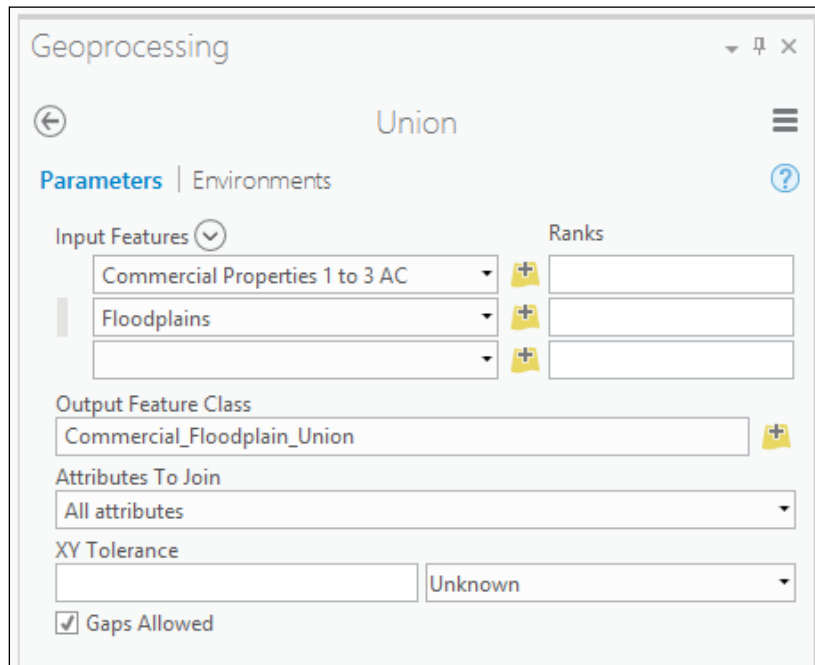 Geoprocessing
Union
Parameters | Environments
Input Features Ranks
Commercial Properties 1 to 3 AC
Floodplains
Output Feature Class
Commercial_Floodplain_Union
Attributes To Join
All attributes
XY Tolerance
Unknown
Gaps Allowed